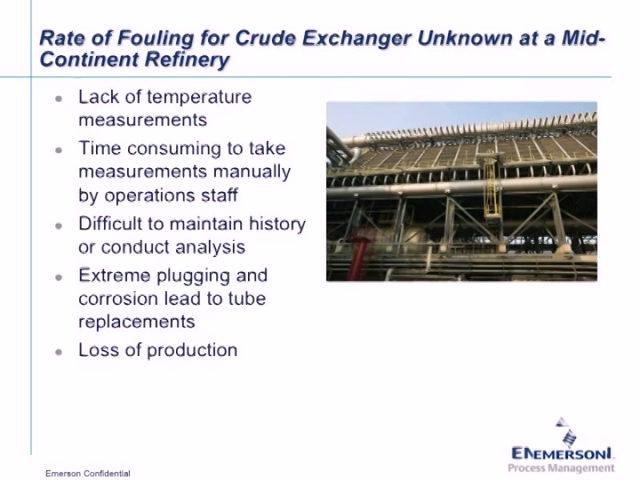 Rate of Fouling for Crude Exchanger Unknown at a Mid-
Continent Refinery
Lack of temperature
measurements
Time consuming to take
measurements manually
by operations staff
Difficult to maintain history
or conduct analysis
Extreme plugging and
corrosion lead to tube
replacements
Loss of production
Process Management
Emerson Confidential